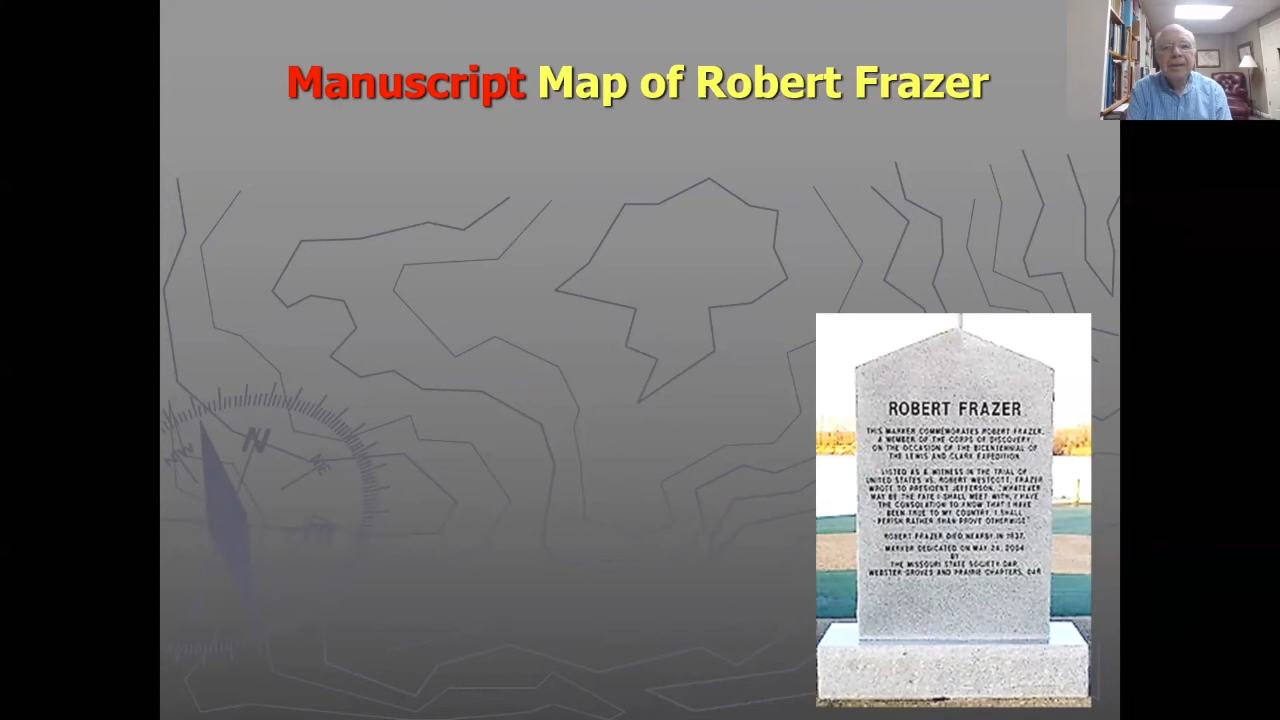 Manuscript Map of Robert Frazer
N
NW
NE
ROBERT FRAZER
THIS MARKER COMMEMORATES ROBERT FRAZER,
A MEMBER OF THE CORPS OF DISCOVERY,
ON THE OCCASION OF THE BICENTENNIAL OF
THE LEWIS AND CLARK EXPEDITION
LISTED AS A WITNESS IN THE TRIAL OF
UNITED STATES VS. ROBERT WESTCOTT, FRAZER
WROTE TO PRESIDENT JEFFERSON, "WHATEVER
MAY BE THE FATE I SHALL MEET WITH, I HAVE
THE CONSOLATION TO KNOW THAT I HAVE
BEEN TRUE TO MY COUNTRY, I SHALL
PERISH RATHER THAN PROVE OTHERWISE"
ROBERT FRAZER DIED NEARBY IN 1837.
MARKER DEDICATED ON MAY 24, 2004
BY
THE MISSOURI STATE SOCIETY DAR
WEBSTER GROVES AND PRAIRIE CHAPTERS, DAR